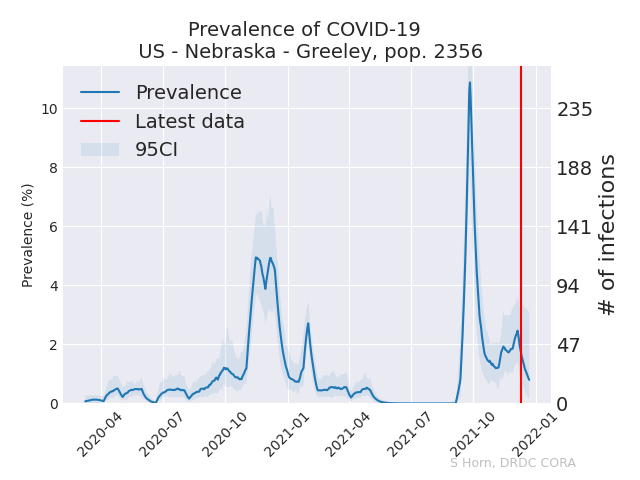 Prevalence of COVID-19
US - Nebraska - Greeley, pop. 2356
Prevalence
Latest data
95CI
Prevalence (%)
10
8
6
4
2
0
235
188
141
94
47
0
# of infections
2020-04
2020-07
2020-10
2021-01
2021-04
2021-07
2021-10
2022-01
S Horn, DRDC CORA